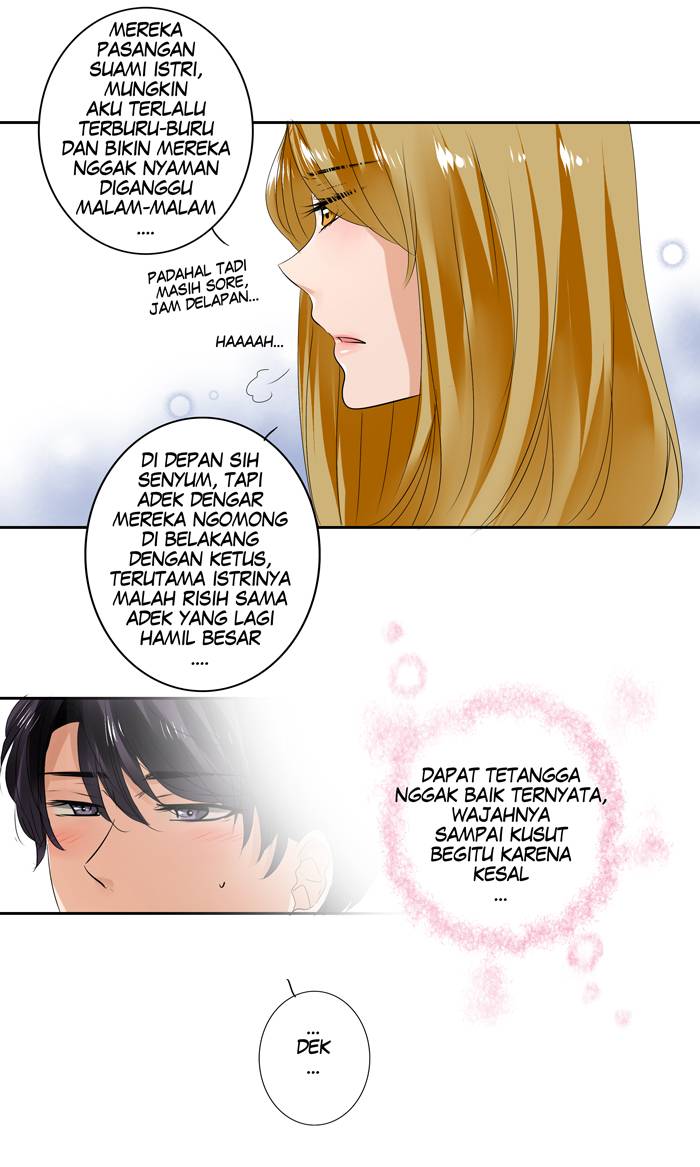 MEREKA
PASANGAN
SUAMI ISTRI,
MUNGKIN
AKU TERLALU
TERBURU-BURU
DAN BIKIN MEREKA
NGGAK NYAMAN
DIGANGGU
MALAM-MALAM
....
PADAHAL TADI
MASIH SORE,
JAM DELAPAN...
HAAAAH...
DI DEPAN SIH
SENYUM, TAPI
ADEK DENGAR
MEREKA NGOMONG
DI BELAKANG
DENGAN KETUS,
TERUTAMA ISTRINYA
MALAH RISIH SAMA
ADEK YANG LAGI
HAMIL BESAR
....
DAPAT TETANGGA
NGGAK BAIK TERNYATA,
WAJAHNYA
SAMPAI KUSUT
BEGITU KARENA
KESAL
...
...
DEK
...